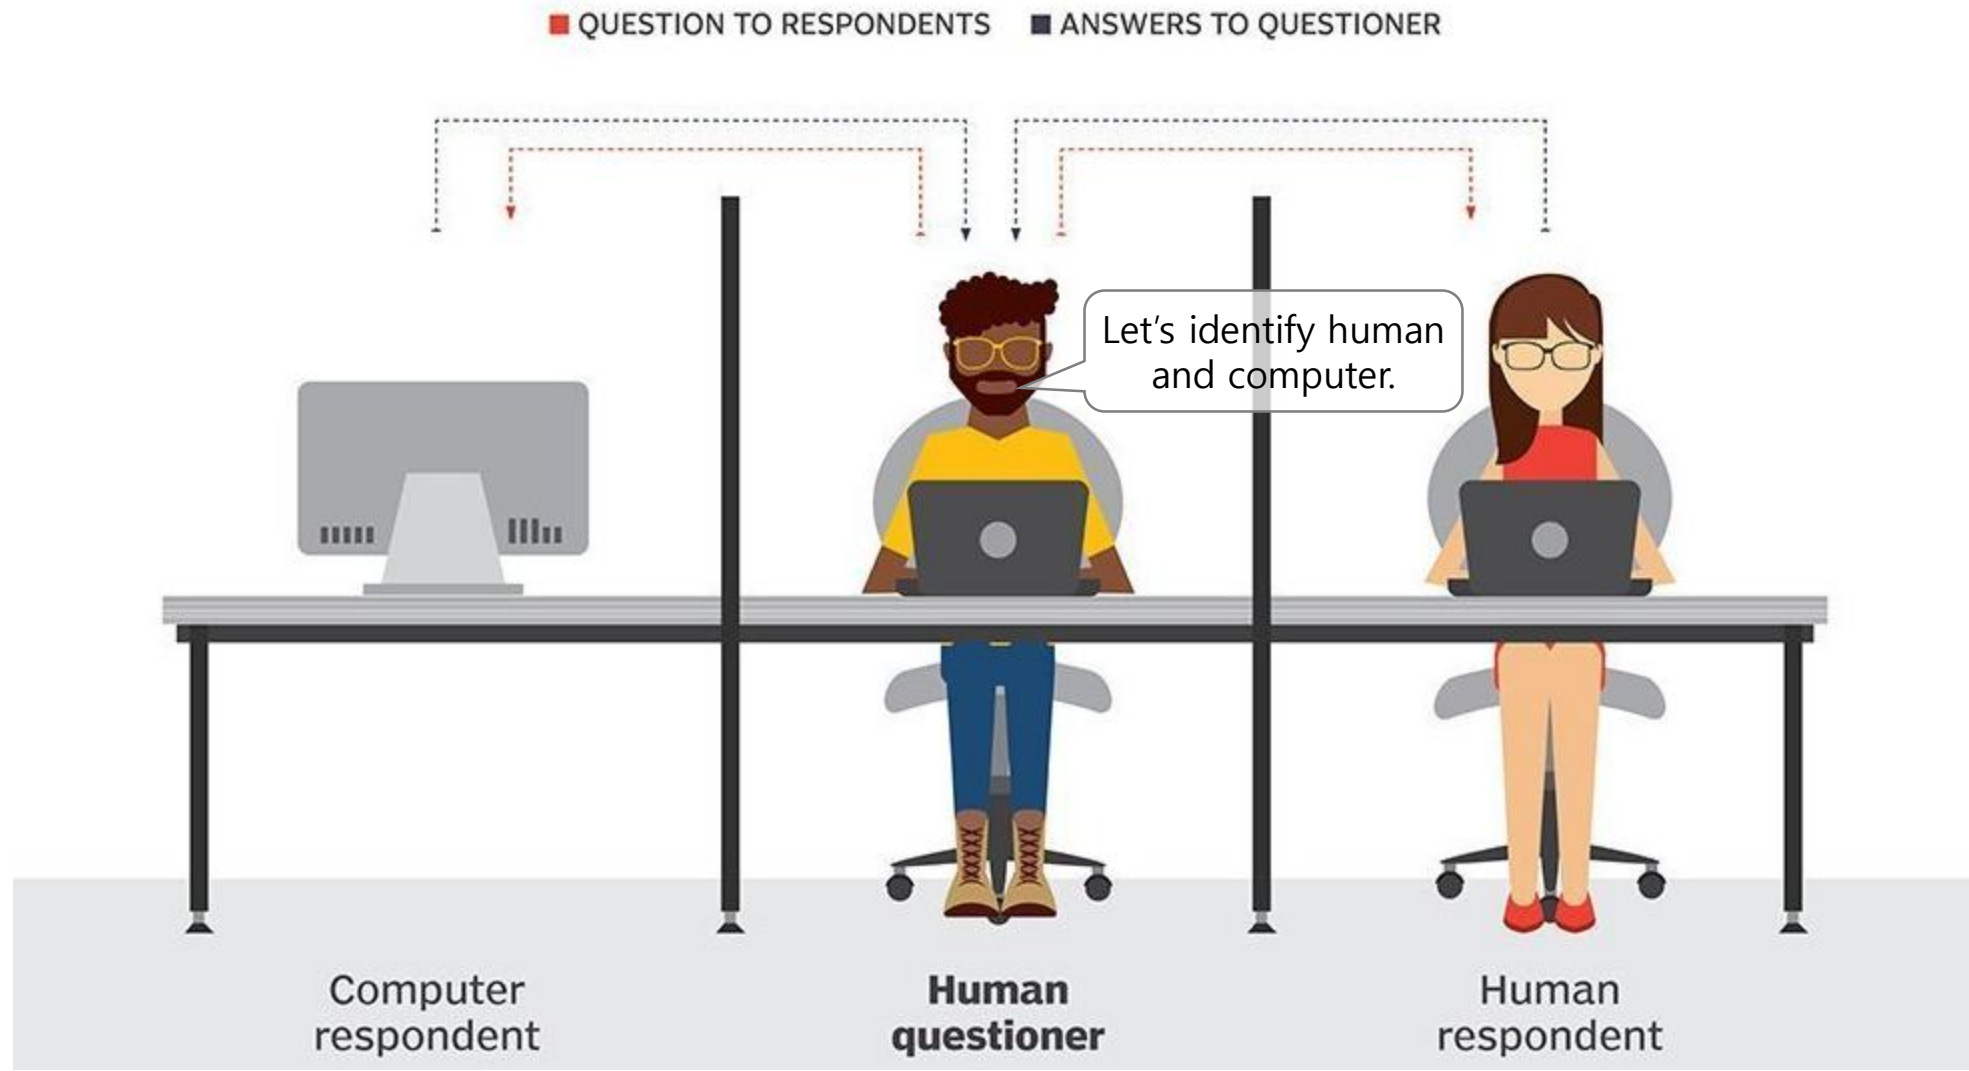 QUESTION TO RESPONDENTS ANSWERS TO QUESTIONER
Let's identify human
and computer.
Computer
respondent
Human
questioner
Human
respondent